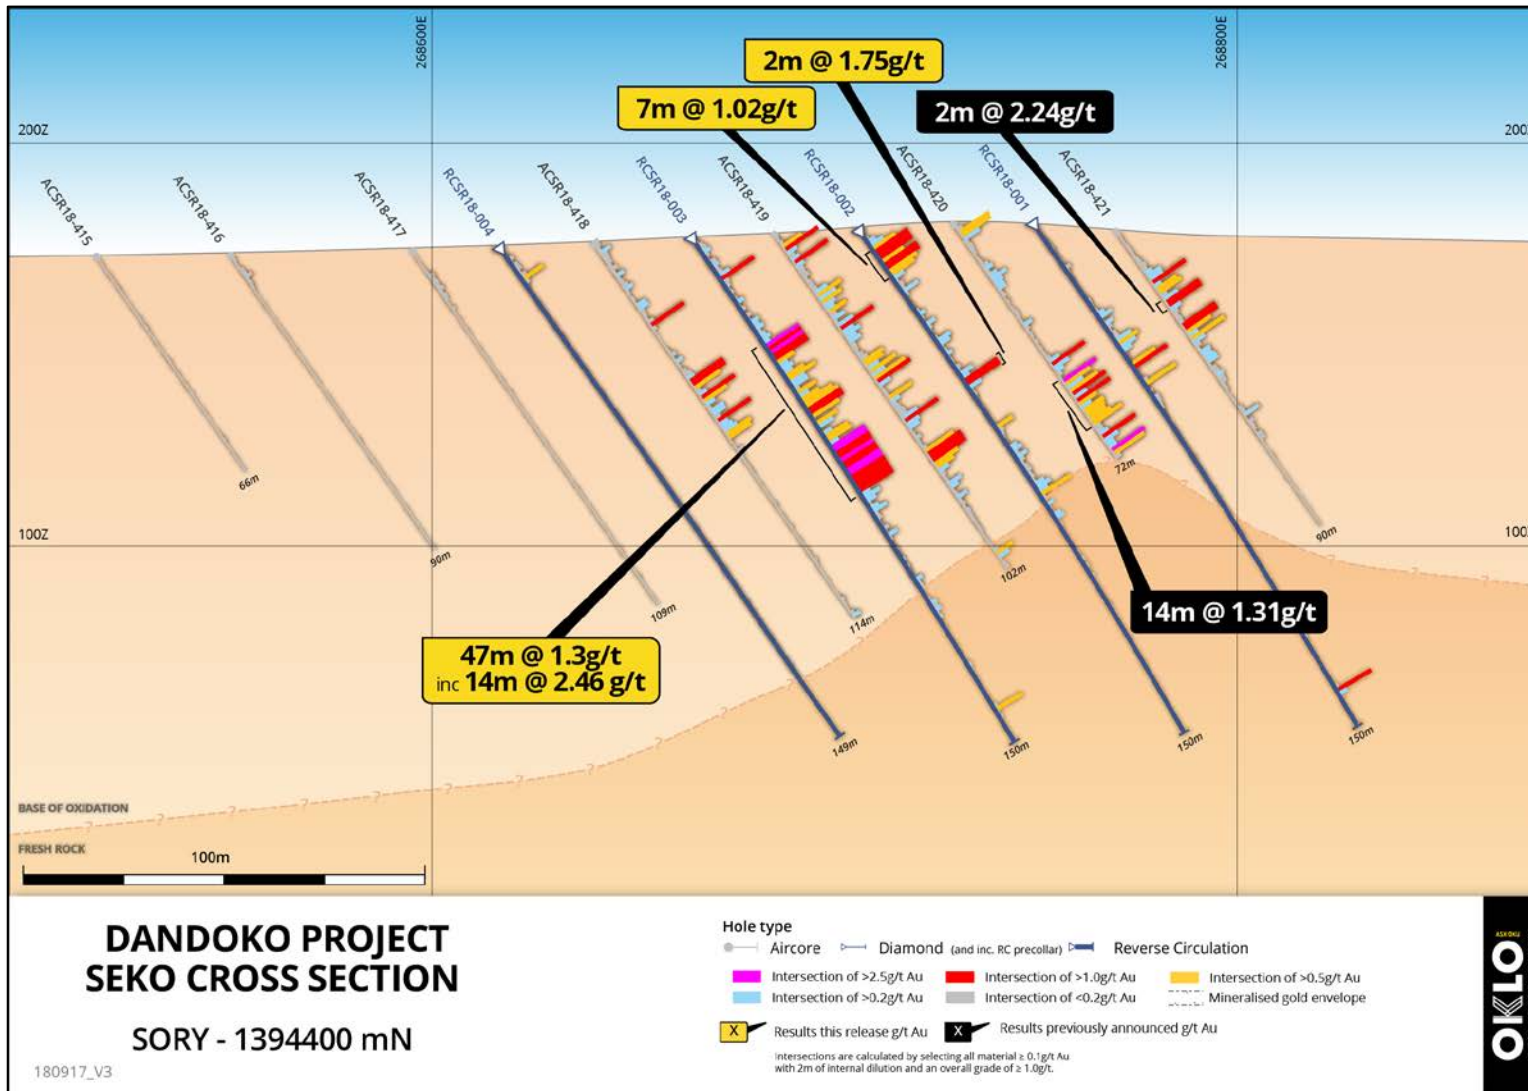 268600E
268800E
2m @ 1.75g/t
7m @ 1.02g/t
2m @ 2.24g/t
200Z
200Z
ACSR18-415
ACSR18-416
ACSR18-417
RCSR18-004
ACSR18-418
RCSR18-003
ACSR18-419
RCSR18-002
ACSR18-420
RCSR18-001
ACSR18-421
66m
90m
109m
149m
114m
150m
102m
150m
72m
150m
90m
100Z
100Z
14m @ 1.31g/t
47m @ 1.3g/t
inc 14m @ 2.46 g/t
? ? ? ? ? ? ? ? ? ? ? ? ? ?
BASE OF OXIDATION
FRESH ROCK
100m
DANDOKO PROJECT
SEKO CROSS SECTION
SORY - 1394400 mN
180917_V3
Hole type
Aircore Diamond (and inc. RC precollar) Reverse Circulation
Intersection of >2.5g/t Au Intersection of >1.0g/t Au Intersection of >0.5g/t Au
Intersection of >0.2g/t Au Intersection of <0.2g/t Au Mineralised gold envelope
X Results this release g/t Au X Results previously announced g/t Au
Intersections are calculated by selecting all material ≥ 0.1g/t Au
with 2m of internal dilution and an overall grade of ≥ 1.0g/t.
ASX OKU
OKLO